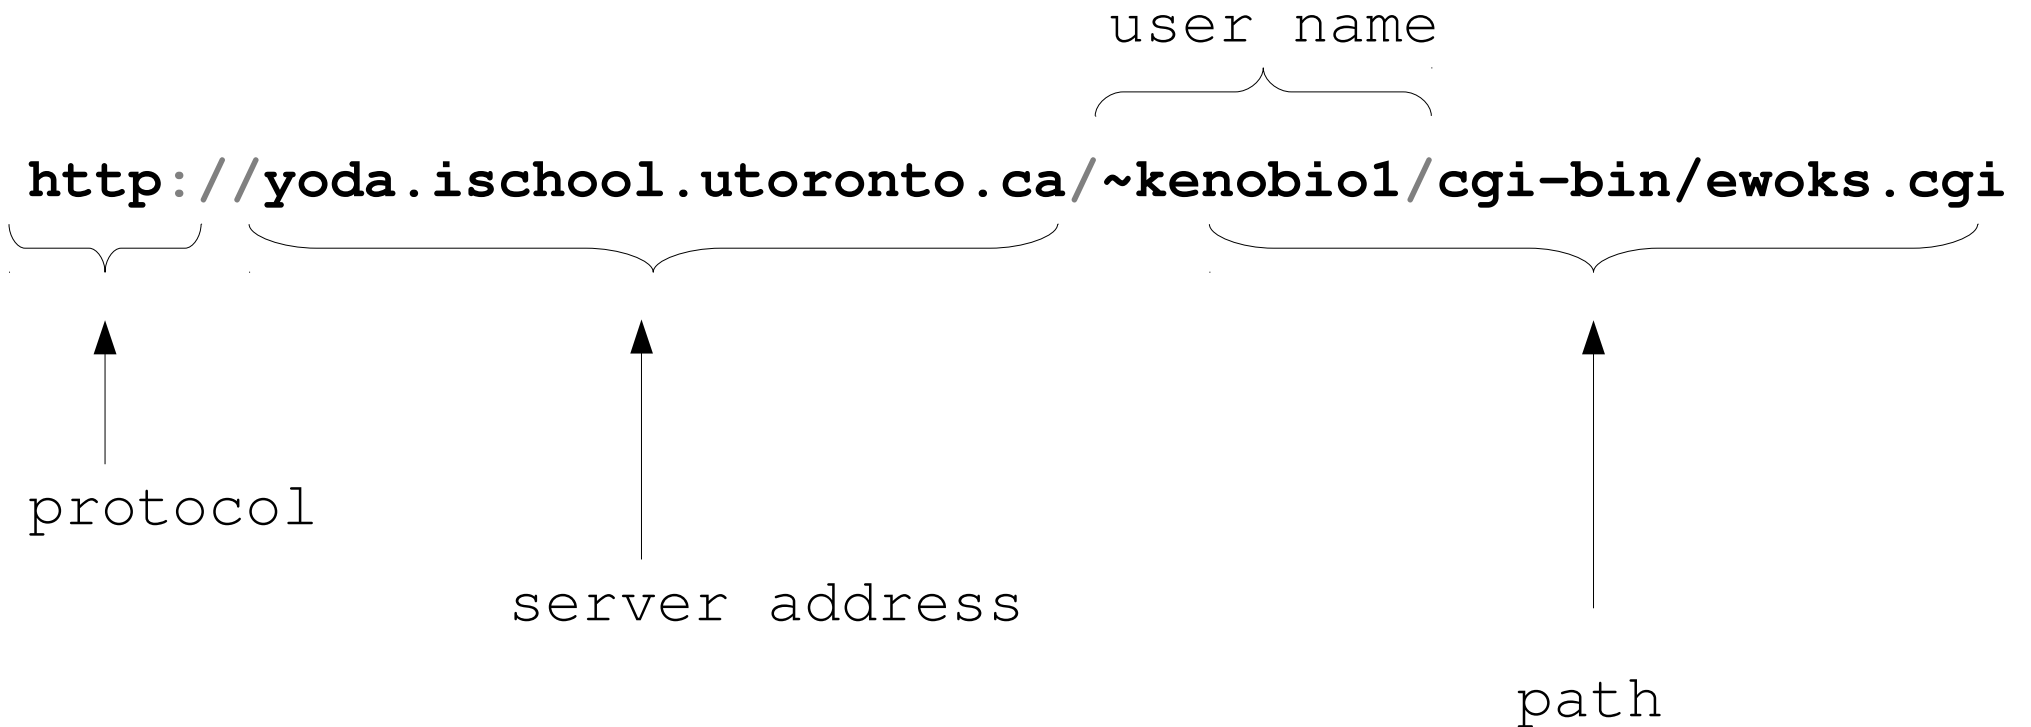 user name
http://yoda.ischool.utoronto.ca/~kenobio1/cgi-bin/ewoks.cgi
protocol
server address
path